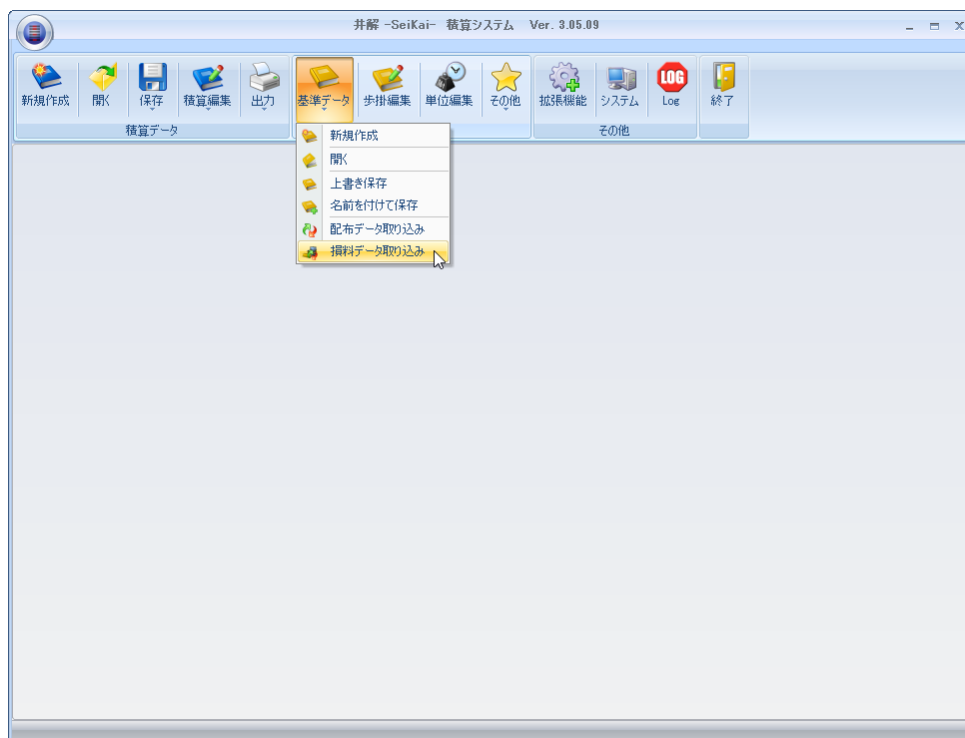 井解 -SeiKai- 積算システム Ver. 3.05.09
新規作成 開く 保存 積算編集 出力 基準データ 歩掛編集 単位編集 その他 拡張機能 システム LOG Log 終了
積算データ その他
新規作成
開く
上書き保存
名前を付けて保存
配布データ取り込み
損料データ取り込み